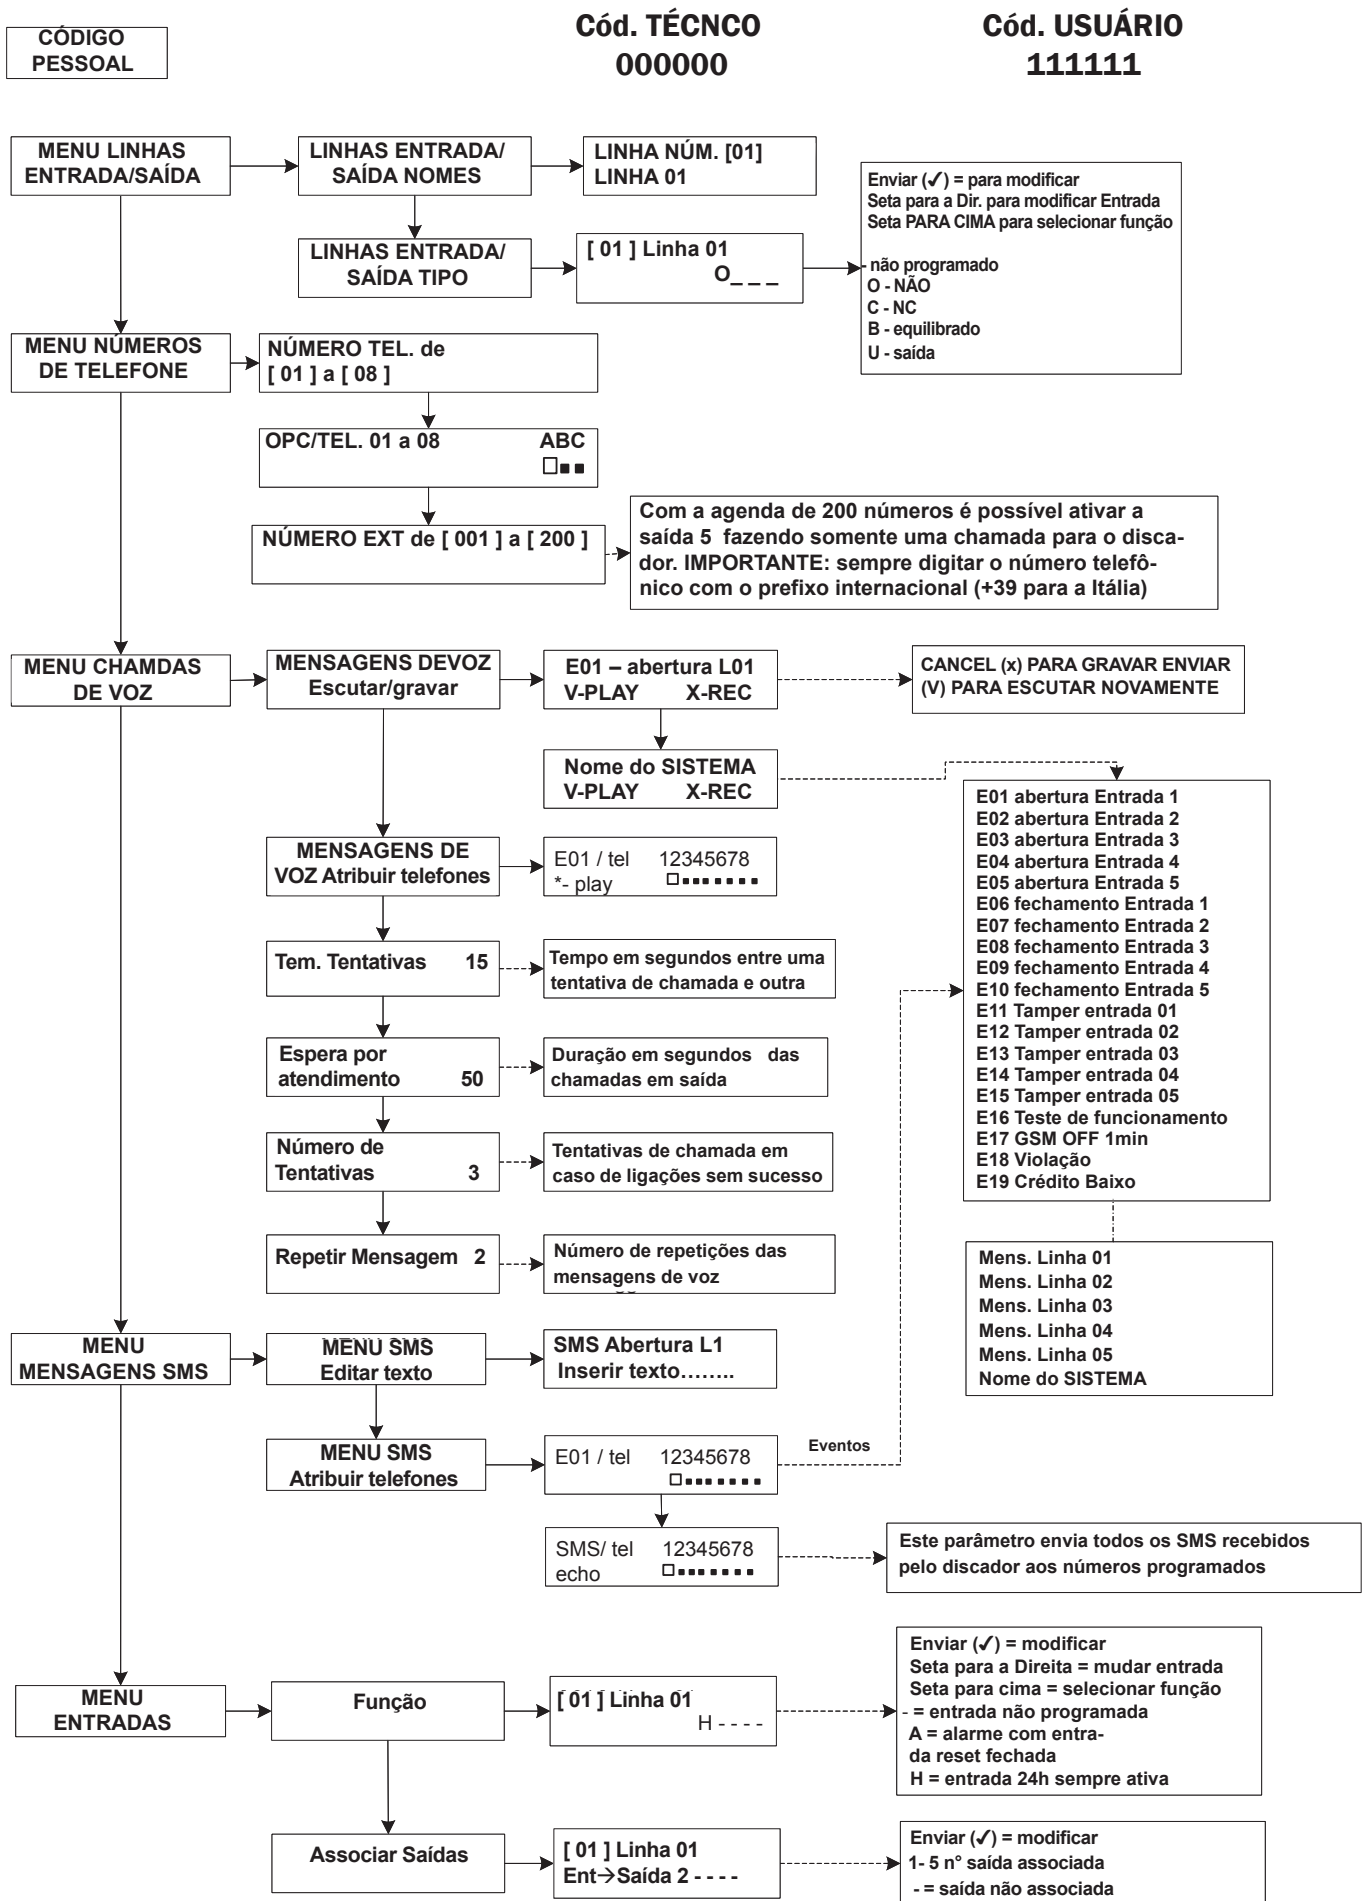 CÓDIGO
PESSOAL
Cód. TÉCNCO
000000
Cód. USUÁRIO
111111
MENU LINHAS
ENTRADA/SAÍDA
LINHAS ENTRADA/
SAÍDA NOMES
LINHA NÚM. [01]
LINHA 01
LINHAS ENTRADA/
SAÍDA TIPO
[ 01 ] Linha 01
O_ _ _
Enviar (✓) = para modificar
Seta para a Dir. para modificar Entrada
Seta PARA CIMA para selecionar função
- não programado
O - NÃO
C - NC
B - equilibrado
U - saída
MENU NÚMEROS
DE TELEFONE
NÚMERO TEL. de
[ 01 ] a [ 08 ]
OPC/TEL. 01 a 08 ABC
□▪▪
NÚMERO EXT de [ 001 ] a [ 200 ]
Com a agenda de 200 números é possível ativar a
saída 5 fazendo somente uma chamada para o disca-
dor. IMPORTANTE: sempre digitar o número telefô-
nico com o prefixo internacional (+39 para a Itália)
MENU CHAMDAS
DE VOZ
MENSAGENS DEVOZ
Escutar/gravar
E01 – abertura L01
V-PLAY X-REC
CANCEL (x) PARA GRAVAR ENVIAR
(V) PARA ESCUTAR NOVAMENTE
Nome do SISTEMA
V-PLAY X-REC
E01 abertura Entrada 1
E02 abertura Entrada 2
E03 abertura Entrada 3
E04 abertura Entrada 4
E05 abertura Entrada 5
E06 fechamento Entrada 1
E07 fechamento Entrada 2
E08 fechamento Entrada 3
E09 fechamento Entrada 4
E10 fechamento Entrada 5
E11 Tamper entrada 01
E12 Tamper entrada 02
E13 Tamper entrada 03
E14 Tamper entrada 04
E15 Tamper entrada 05
E16 Teste de funcionamento
E17 GSM OFF 1min
E18 Violação
E19 Crédito Baixo
Mens. Linha 01
Mens. Linha 02
Mens. Linha 03
Mens. Linha 04
Mens. Linha 05
Nome do SISTEMA
MENSAGENS DE
VOZ Atribuir telefones
E01 / tel 12345678
*- play □▪▪▪▪▪▪▪
Tem. Tentativas 15
Tempo em segundos entre uma
tentativa de chamada e outra
Espera por
atendimento 50
Duração em segundos das
chamadas em saída
Número de
Tentativas 3
Tentativas de chamada em
caso de ligações sem sucesso
Repetir Mensagem 2
Número de repetições das
mensagens de voz
MENU
MENSAGENS SMS
MENU SMS
Editar texto
SMS Abertura L1
Inserir texto……..
MENU SMS
Atribuir telefones
E01 / tel 12345678
□▪▪▪▪▪▪▪
Eventos
SMS/ tel 12345678
echo □▪▪▪▪▪▪▪
Este parâmetro envia todos os SMS recebidos
pelo discador aos números programados
MENU
ENTRADAS
Função
[ 01 ] Linha 01
H - - - -
Enviar (✓) = modificar
Seta para a Direita = mudar entrada
Seta para cima = selecionar função
- = entrada não programada
A = alarme com entra-
da reset fechada
H = entrada 24h sempre ativa
Associar Saídas
[ 01 ] Linha 01
Ent→Saída 2 - - - -
Enviar (✓) = modificar
1- 5 n° saída associada
- = saída não associada